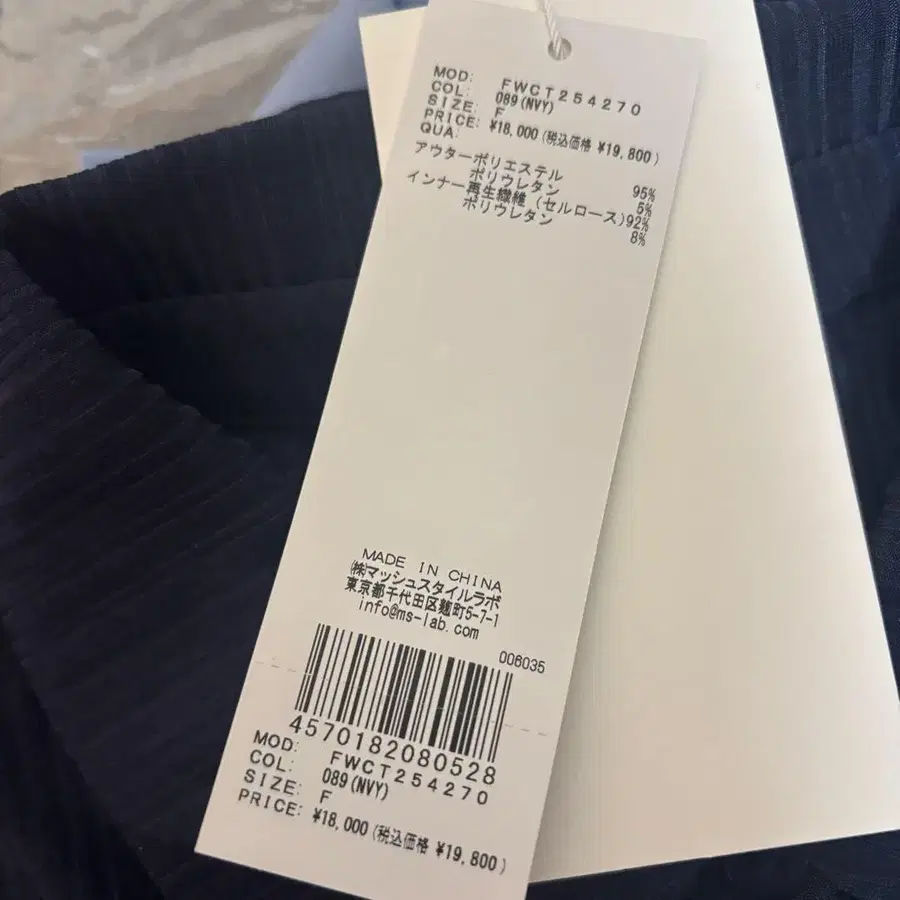 MOD: FWCT254270
COL: 089(NVY)
SIZE: F
PRICE: ¥18,000(税込価格 ¥19,800)
QUA:
アウターポリエステル 95%
ポリウレタン 5%
インナー再生繊維(セルロース)92%
ポリウレタン 8%
MADE IN CHINA
㈱マッシュスタイルラボ
東京都千代田区麹町5-7-1
info@ms-lab.com
006035
4570182080528
MOD: FWCT254270
COL: 089(NVY)
SIZE: F
PRICE: ¥18,000(税込価格 ¥19,800)